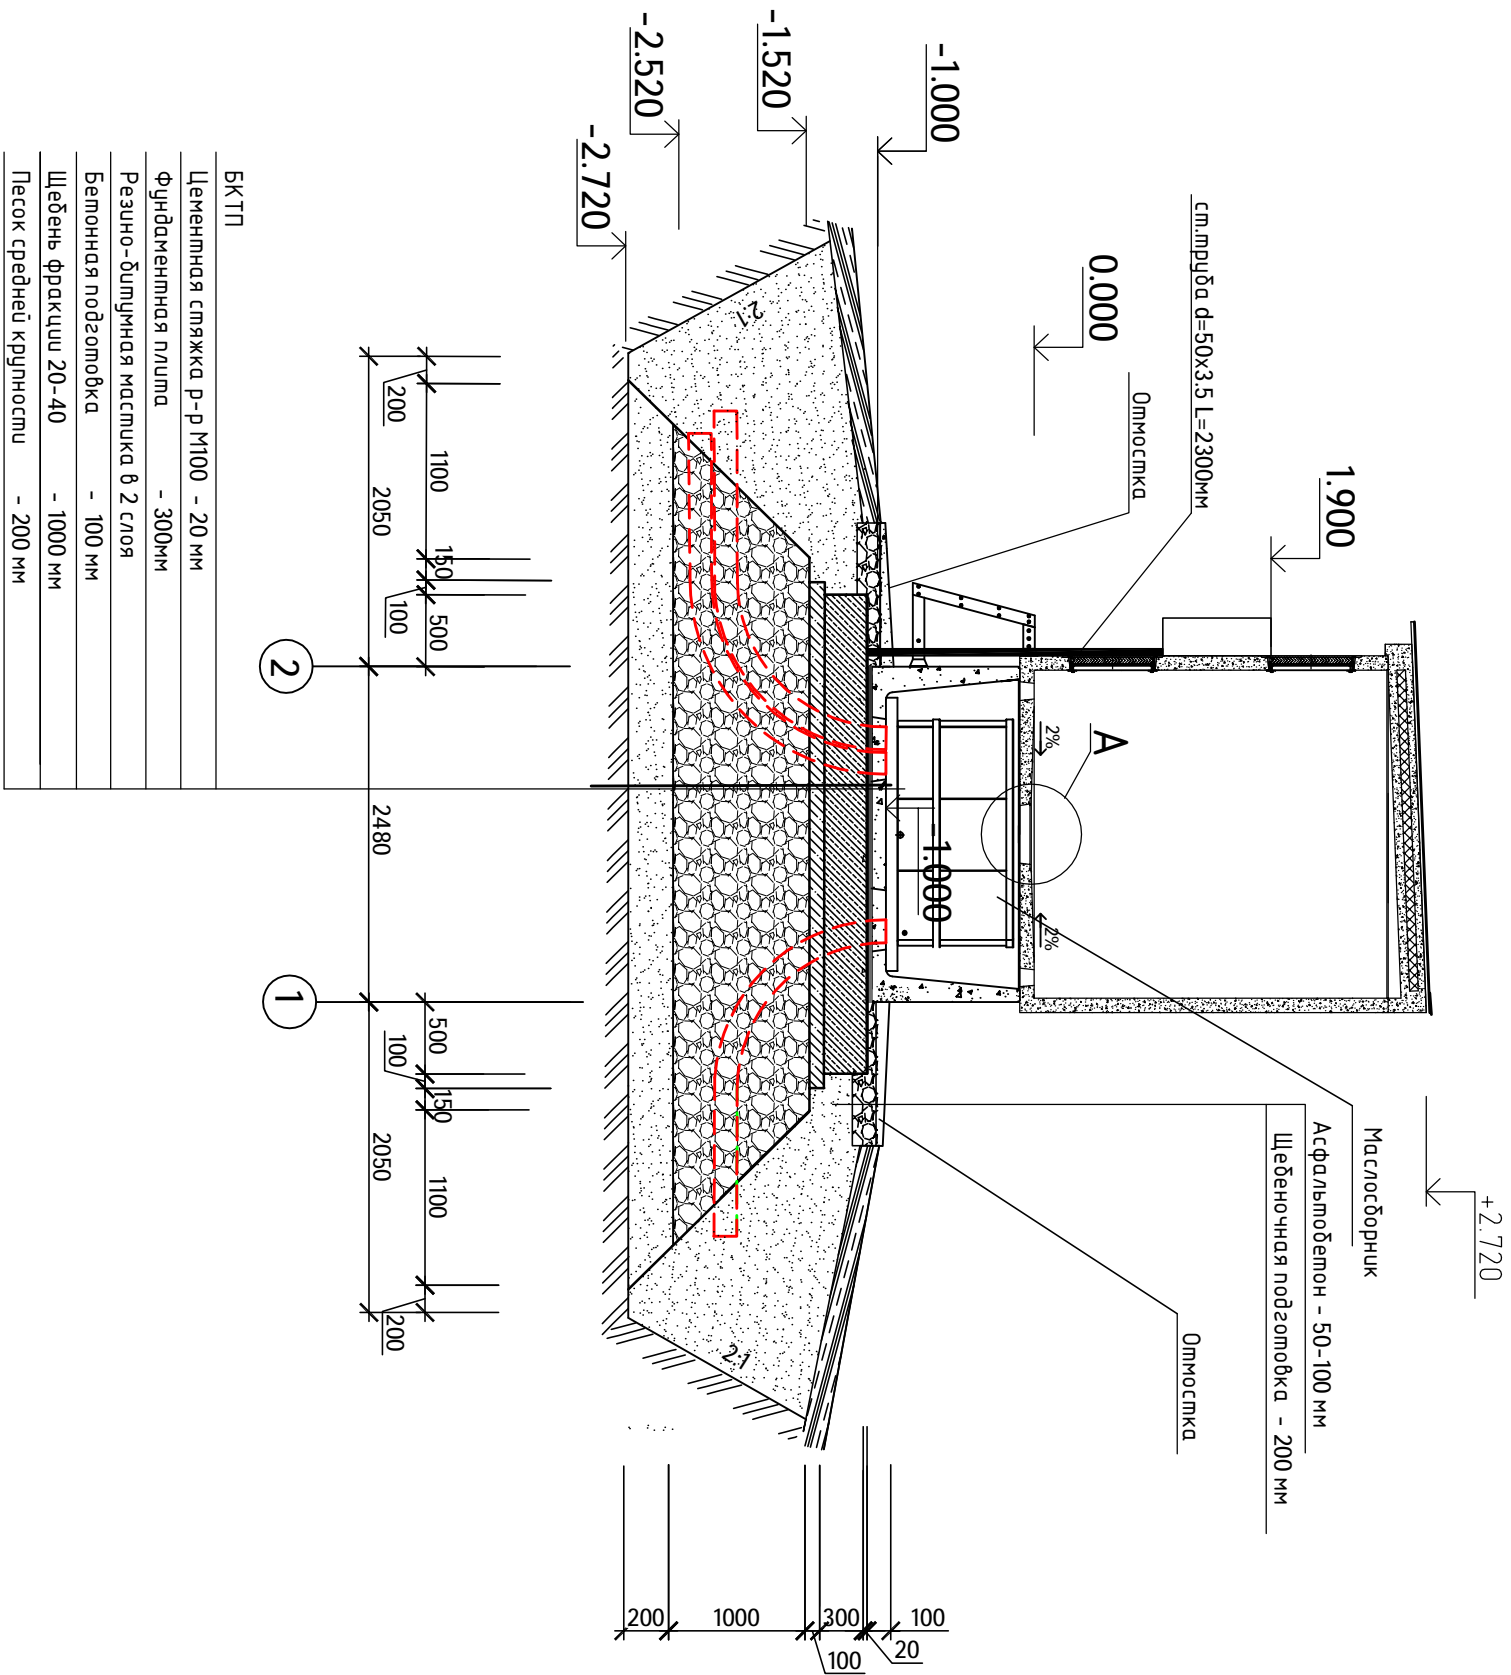 +2.720
Маслосборник
Асфальтобетон - 50-100 мм
Щебеночная подготовка - 200 мм
Отмостка
1.900
ст.труба d=50x3.5 L=2300мм
Отмостка
0.000
А
2%
2%
-1.000
-1.000
-1.520
-2.520
-2.720
2:1
2:1
100
20
300
100
1000
200
200
1100
150
100
500
500
100
150
1100
200
2050
2480
2050
2
1
БКТП
Цементная стяжка р-р М100 - 20 мм
Фундаментная плита - 300мм
Резино-битумная мастика в 2 слоя
Бетонная подготовка - 100 мм
Щебень фракции 20-40 - 1000 мм
Песок средней крупности - 200 мм